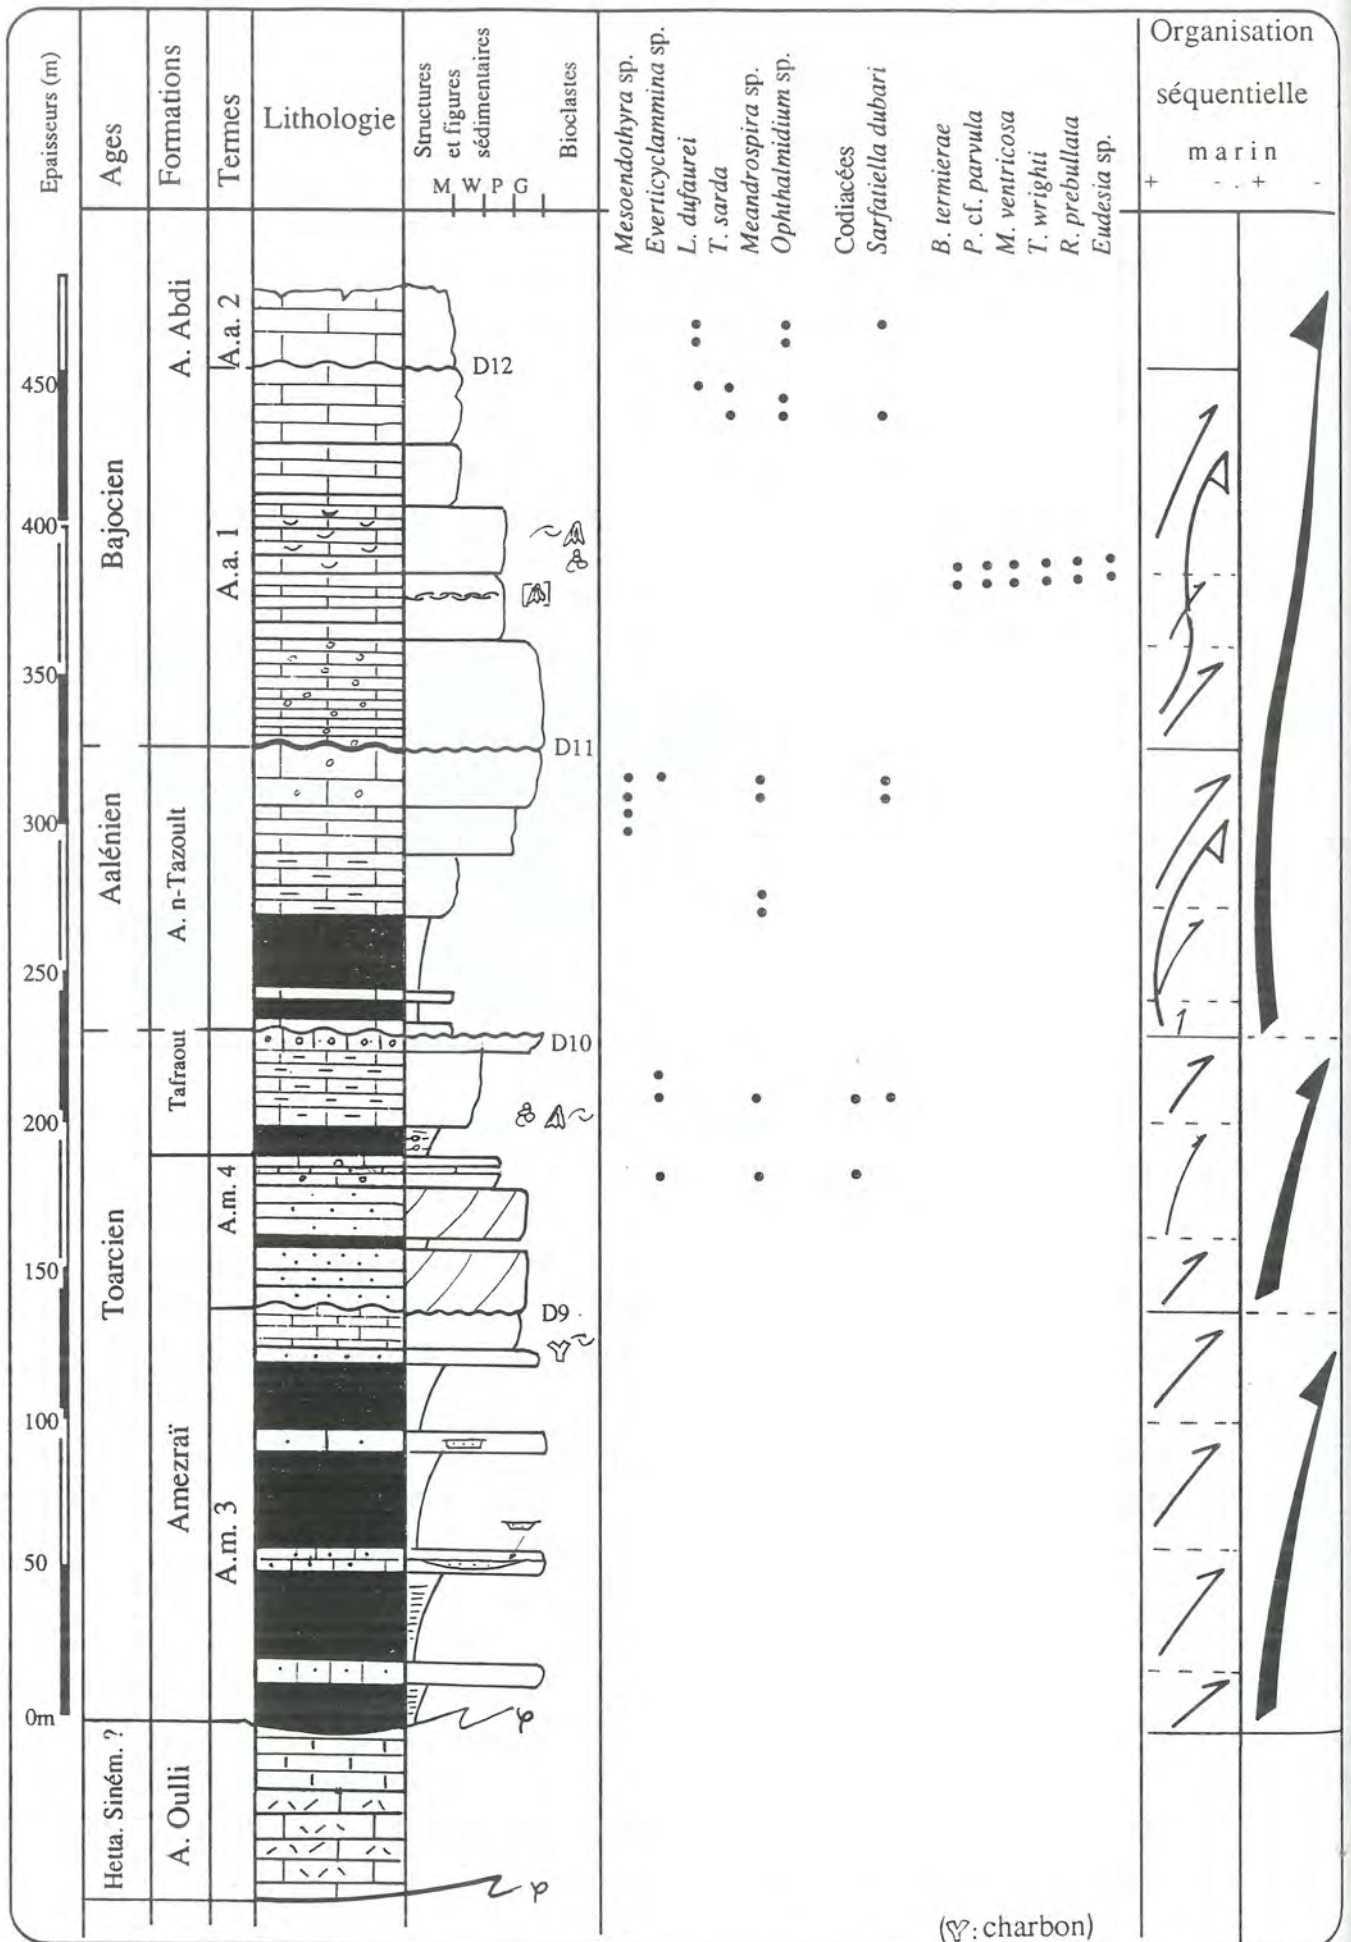 Epaisseurs (m)
Ages
Formations
Termes
Lithologie
Structures
et figures
sédimentaires
M W P G
Bioclastes
Mesoendothyra sp.
Everticyclammina sp.
L. dufaurei
T. sarda
Meandrospira sp.
Ophthalmidium sp.
Codiacées
Sarfatiella dubari
B. termierae
P. cf. parvula
M. ventricosa
T. wrighti
R. prebullata
Eudesia sp.
Organisation
séquentielle
marin
+ - + -
A. Abdi
A.a. 2
D12
450
Bajocien
400
A.a. 1
350
D11
Aalénien
A. n-Tazoult
300
250
D10
Tafraout
200
Toarcien
A.m. 4
150
D9
100
Amezraï
A.m. 3
50
0m
Hetta. Siném. ?
A. Oulli
( : charbon)